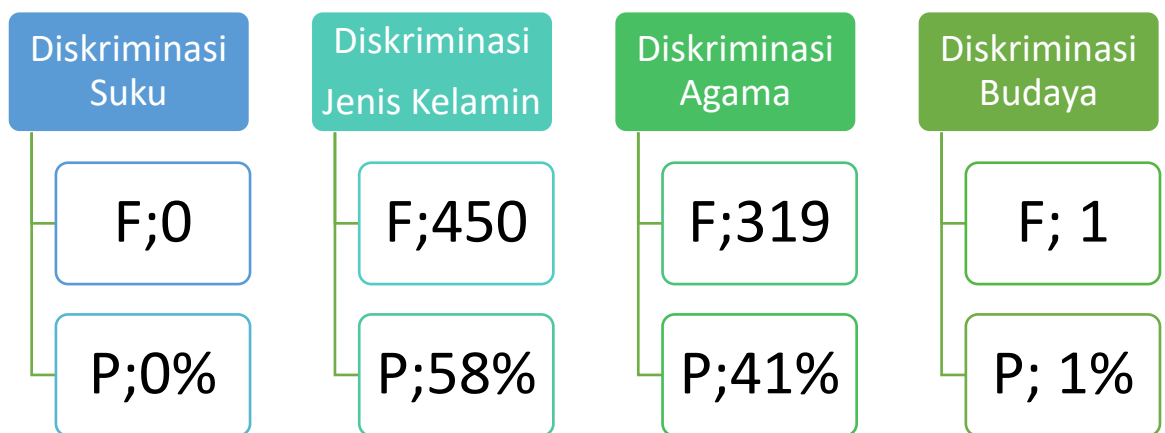 Diskriminasi
Suku
F;0
P;0%
Diskriminasi
Jenis Kelamin
F;450
P;58%
Diskriminasi
Agama
F;319
P;41%
Diskriminasi
Budaya
F; 1
P; 1%